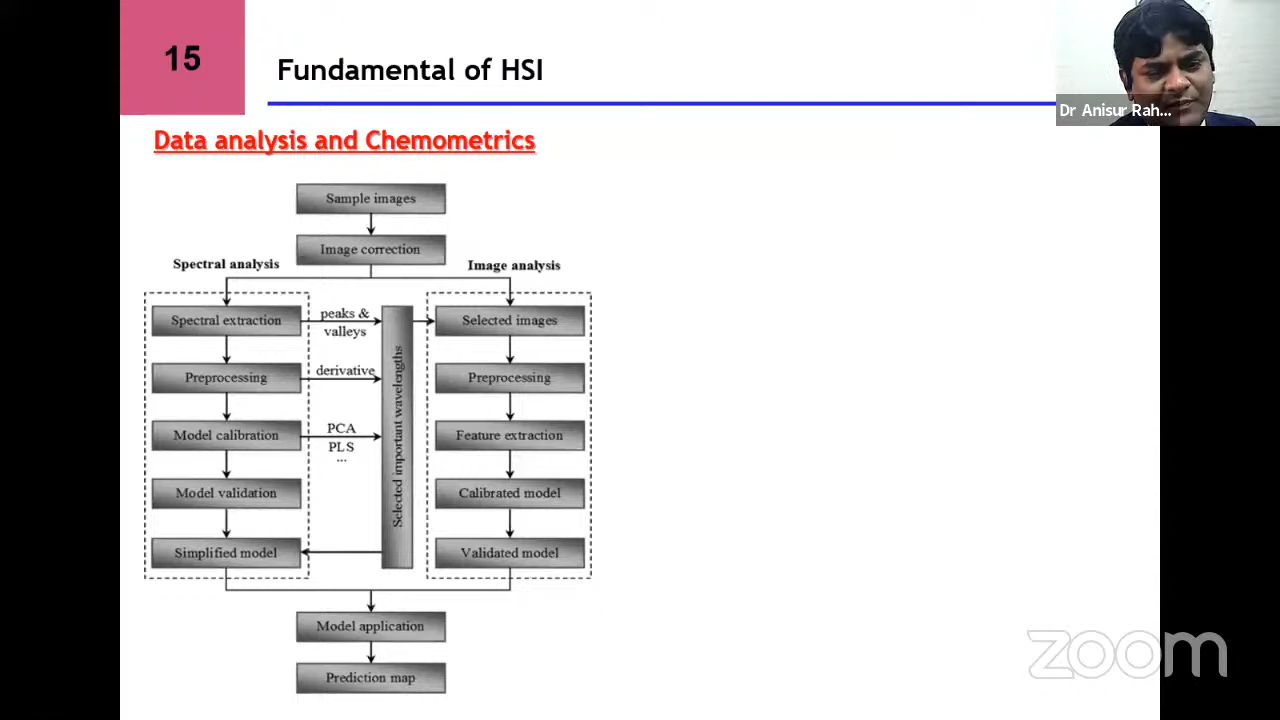 15
Fundamental of HSI
Dr Anisur Rah...
Data analysis and Chemometrics
Sample images
Image correction
Spectral analysis
Image analysis
Spectral extraction
peaks &
valleys
Selected images
Preprocessing
derivative
Preprocessing
Model calibration
PCA
PLS
...
Selected important wavelengths
Feature extraction
Model validation
Calibrated model
Simplified model
Validated model
Model application
Prediction map
zoom